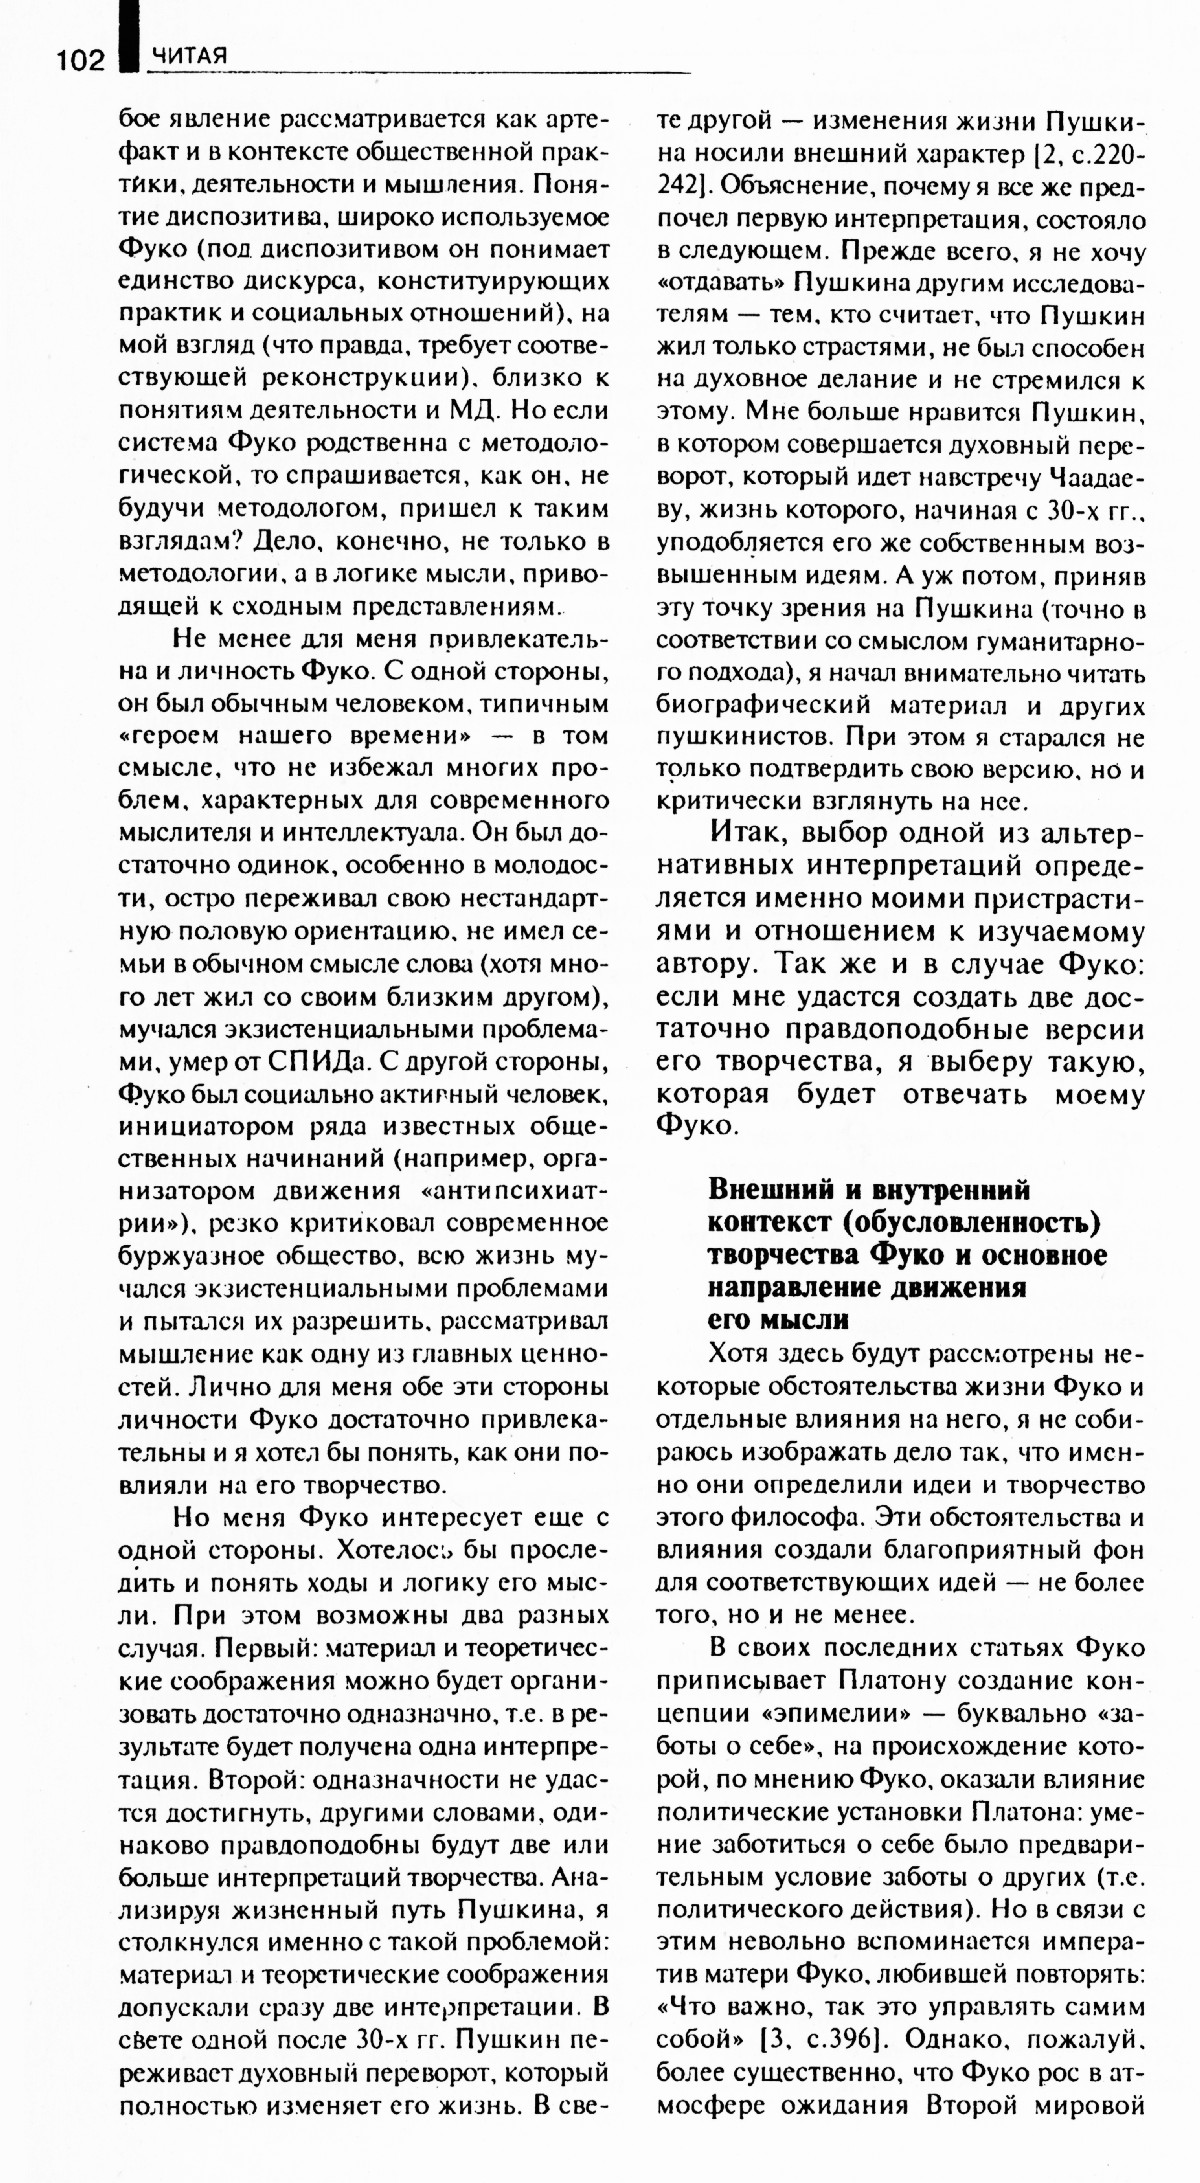 102
ЧИТАЯ
бое явление рассматривается как арте-
факт и в контексте общественной прак-
тики, деятельности и мышления. Поня-
тие диспозитива, широко используемое
Фуко (под диспозитивом он понимает
единство дискурса, конституирующих
практик и социальных отношений), на
мой взгляд (что правда, требует соотве-
ствующей реконструкции), близко к
понятиям деятельности и МД. Но если
система Фуко родственна с методоло-
гической, то спрашивается, как он, не
будучи методологом, пришел к таким
взглядам? Дело, конечно, не только в
методологии, а в логике мысли, приво-
дящей к сходным представлениям.
Не менее для меня привлекатель-
на и личность Фуко. С одной стороны,
он был обычным человеком, типичным
«героем нашего времени» — в том
смысле, что не избежал многих про-
блем, характерных для современного
мыслителя и интеллектуала. Он был до-
статочно одинок, особенно в молодос-
ти, остро переживал свою нестандарт-
ную половую ориентацию, не имел се-
мьи в обычном смысле слова (хотя мно-
го лет жил со своим близким другом),
мучался экзистенциальными проблема-
ми, умер от СПИДа. С другой стороны,
Фуко был социально активный человек,
инициатором ряда известных обще-
ственных начинаний (например, орга-
низатором движения «антипсихиат-
рии»), резко критиковал современное
буржуазное общество, всю жизнь му-
чался экзистенциальными проблемами
и пытался их разрешить, рассматривал
мышление как одну из главных ценно-
стей. Лично для меня обе эти стороны
личности Фуко достаточно привлека-
тельны и я хотел бы понять, как они по-
влияли на его творчество.
Но меня Фуко интересует еще с
одной стороны. Хотелось бы просле-
дить и понять ходы и логику его мыс-
ли. При этом возможны два разных
случая. Первый: материал и теоретичес-
кие соображения можно будет органи-
зовать достаточно однозначно, т.е. в ре-
зультате будет получена одна интерпре-
тация. Второй: однозначности не удас-
тся достигнуть, другими словами, оди-
наково правдоподобны будут две или
больше интерпретаций творчества. Ана-
лизируя жизненный путь Пушкина, я
столкнулся именно с такой проблемой:
материал и теоретические соображения
допускали сразу две интерпретации. В
свете одной после 30-х гг. Пушкин пе-
реживает духовный переворот, который
полностью изменяет его жизнь. В све-
те другой — изменения жизни Пушки-
на носили внешний характер [2, с.220-
242]. Объяснение, почему я все же пред-
почел первую интерпретация, состояло
в следующем. Прежде всего, я не хочу
«отдавать» Пушкина другим исследова-
телям — тем, кто считает, что Пушкин
жил только страстями, не был способен
на духовное делание и не стремился к
этому. Мне больше нравится Пушкин,
в котором совершается духовный пере-
ворот, который идет навстречу Чаадае-
ву, жизнь которого, начиная с 30-х гг.,
уподобляется его же собственным воз-
вышенным идеям. А уж потом, приняв
эту точку зрения на Пушкина (точно в
соответствии со смыслом гуманитарно-
го подхода), я начал внимательно читать
биографический материал и других
пушкинистов. При этом я старался не
только подтвердить свою версию, но и
критически взглянуть на нее.
Итак, выбор одной из альтер-
нативных интерпретаций опреде-
ляется именно моими пристрасти-
ями и отношением к изучаемому
автору. Так же и в случае Фуко:
если мне удастся создать две дос-
таточно правдоподобные версии
его творчества, я выберу такую,
которая будет отвечать моему
Фуко.
Внешний и внутренний
контекст (обусловленность)
творчества Фуко и основное
направление движения
его мысли
Хотя здесь будут рассмотрены не-
которые обстоятельства жизни Фуко и
отдельные влияния на него, я не соби-
раюсь изображать дело так, что имен-
но они определили идеи и творчество
этого философа. Эти обстоятельства и
влияния создали благоприятный фон
для соответствующих идей — не более
того, но и не менее.
В своих последних статьях Фуко
приписывает Платону создание кон-
цепции «эпимелии» — буквально «за-
боты о себе», на происхождение кото-
рой, по мнению Фуко, оказали влияние
политические установки Платона: уме-
ние заботиться о себе было предвари-
тельным условие заботы о других (т.е.
политического действия). Но в связи с
этим невольно вспоминается импера-
тив матери Фуко, любившей повторять:
«Что важно, так это управлять самим
собой» [3, с.396]. Однако, пожалуй,
более существенно, что Фуко рос в ат-
мосфере ожидания Второй мировой